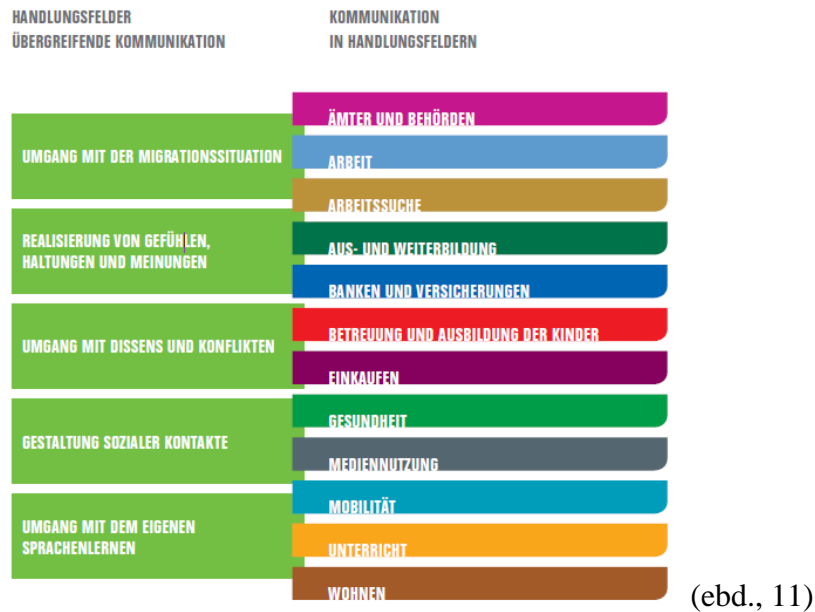 HANDLUNGSFELDER
ÜBERGREIFENDE KOMMUNIKATION
UMGANG MIT DER MIGRATIONSSITUATION
REALISIERUNG VON GEFÜHLEN,
HALTUNGEN UND MEINUNGEN
UMGANG MIT DISSENS UND KONFLIKTEN
GESTALTUNG SOZIALER KONTAKTE
UMGANG MIT DEM EIGENEN
SPRACHENLERNEN
KOMMUNIKATION
IN HANDLUNGSFELDERN
ÄMTER UND BEHÖRDEN
ARBEIT
ARBEITSSUCHE
AUS- UND WEITERBILDUNG
BANKEN UND VERSICHERUNGEN
BETREUUNG UND AUSBILDUNG DER KINDER
EINKAUFEN
GESUNDHEIT
MEDIENNUTZUNG
MOBILITÄT
UNTERRICHT
WOHNEN
(ebd., 11)